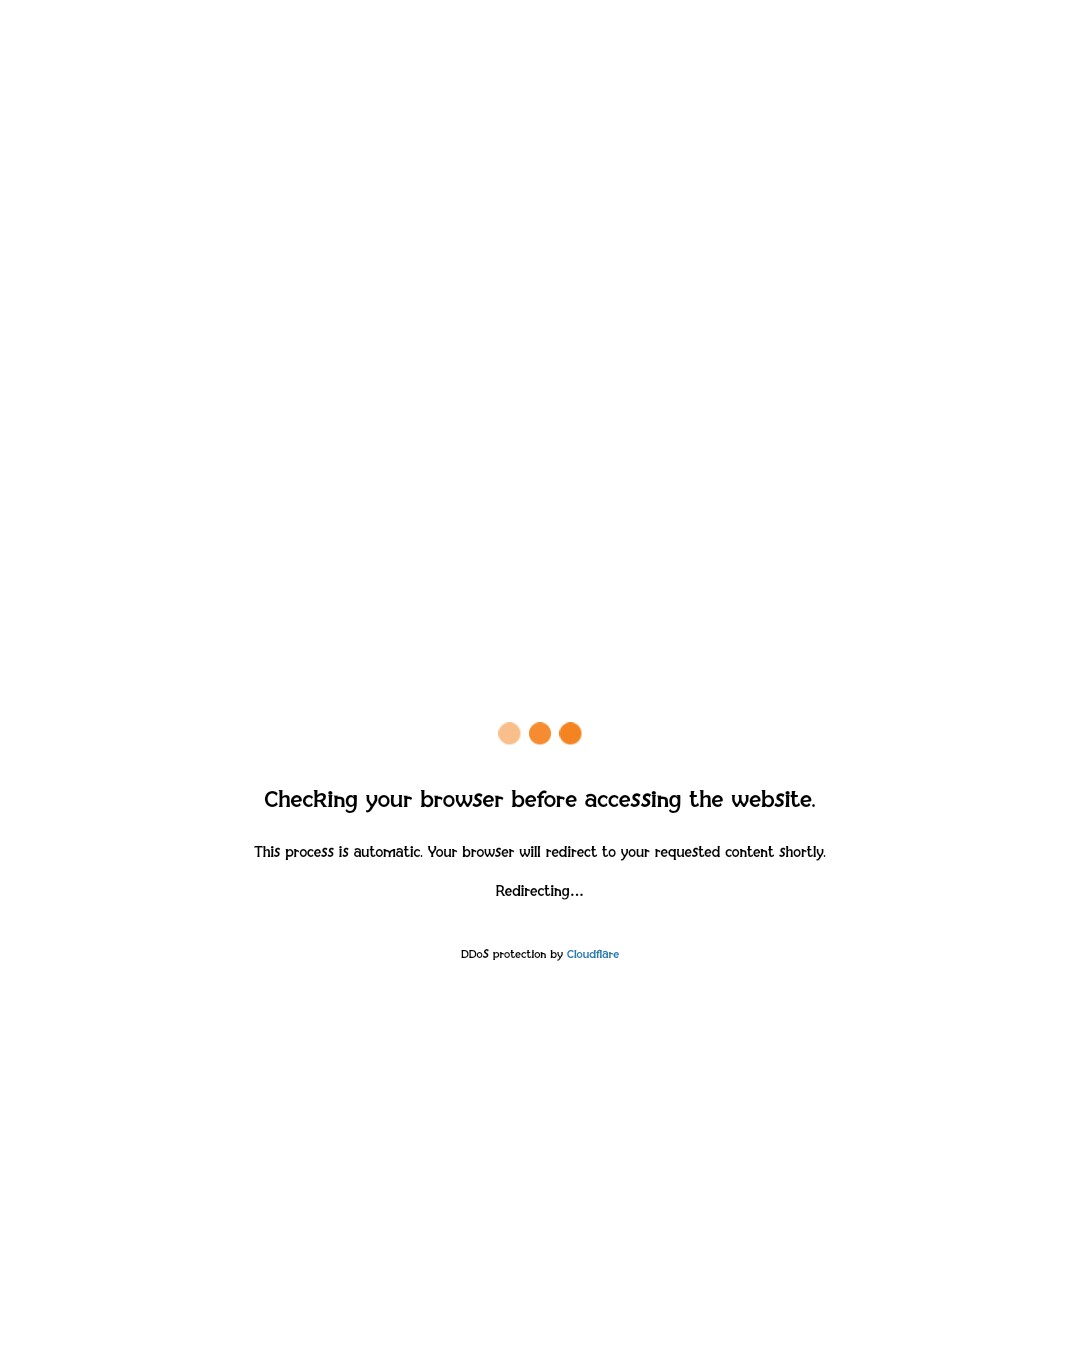 Checking your browser before accessing the website.
This process is automatic. Your browser will redirect to your requested content shortly.
Redirecting...
DDoS protection by Cloudflare